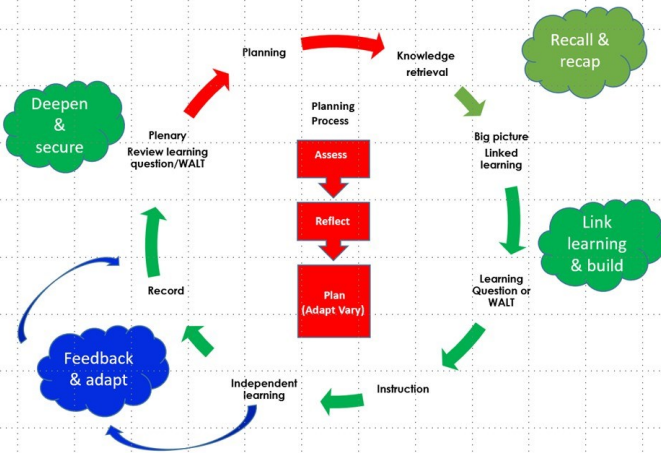 Planning
Knowledge
retrieval
Recall &
recap
Big picture
Linked
learning
Link
learning
& build
Learning
Question or
WALT
Instruction
Independent
learning
Feedback
& adapt
Record
Plenary
Review learning
question/WALT
Deepen
&
secure
Planning
Process
Assess
Reflect
Plan
(Adapt Vary)